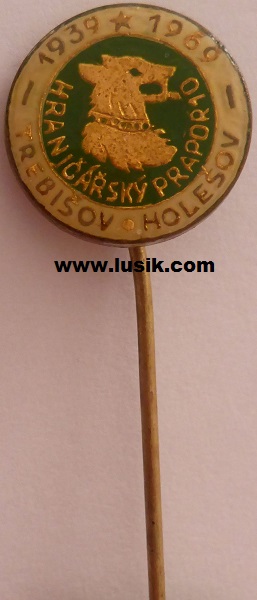 1939 ★ 1969
HRANIČÁŘSKÝ PRAPOR 10
TREBIŠOV • HOLEŠOV
www.lusik.com